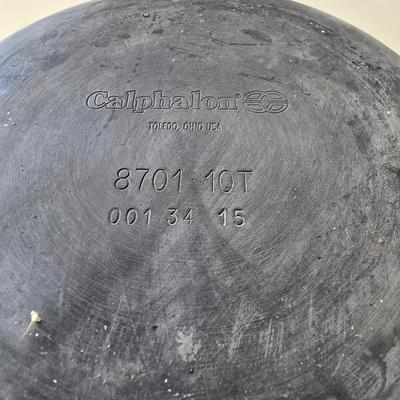 Calphalon®
TOLEDO, OHIO USA
8701·10T
001 34 15